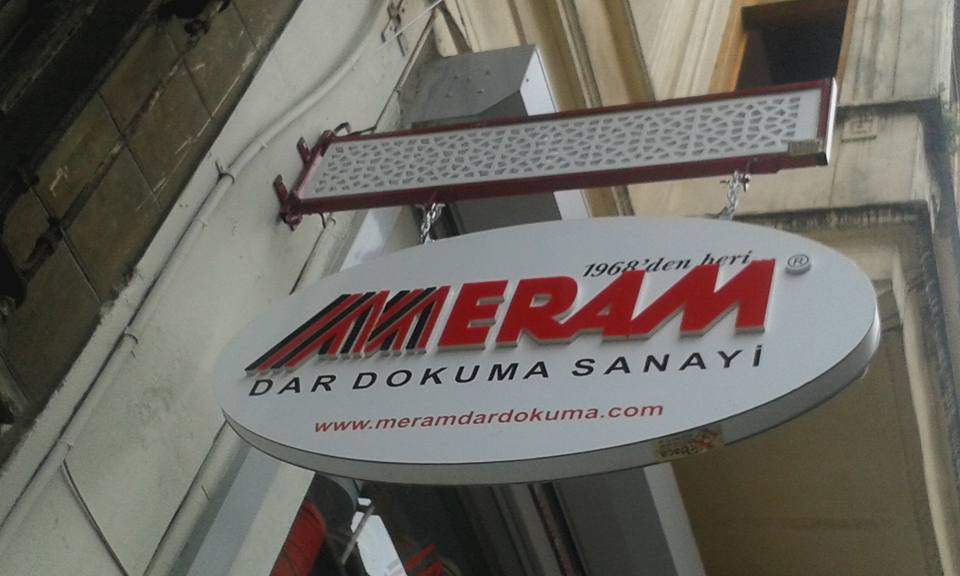 1968'den beri
MERAM
®
DAR DOKUMA SANAYİ
www.meramdardokuma.com